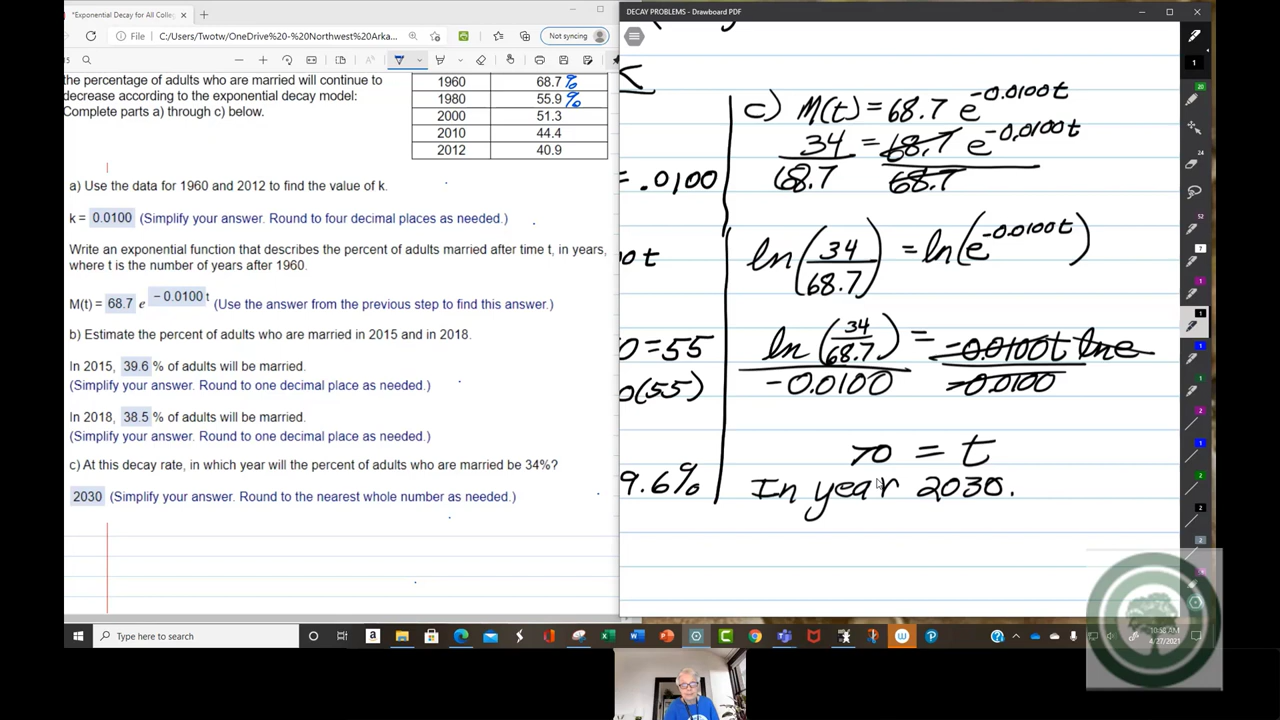 *Exponential Decay for All Colleg
DECAY PROBLEMS - Drawboard PDF
File | C:/Users/Twotw/OneDrive%20-%20Northwest%20Arka...
Not syncing
the percentage of adults who are married will continue to
decrease according to the exponential decay model:
Complete parts a) through c) below.
1960 68.7 %
1980 55.9 %
2000 51.3
2010 44.4
2012 40.9
a) Use the data for 1960 and 2012 to find the value of k.
k = 0.0100 (Simplify your answer. Round to four decimal places as needed.)
Write an exponential function that describes the percent of adults married after time t, in years,
where t is the number of years after 1960.
M(t) = 68.7 e^{-0.0100 t} (Use the answer from the previous step to find this answer.)
b) Estimate the percent of adults who are married in 2015 and in 2018.
In 2015, 39.6 % of adults will be married.
(Simplify your answer. Round to one decimal place as needed.)
In 2018, 38.5 % of adults will be married.
(Simplify your answer. Round to one decimal place as needed.)
c) At this decay rate, in which year will the percent of adults who are married be 34%?
2030 (Simplify your answer. Round to the nearest whole number as needed.)
= .0100
0 = 55
0(55)
9.6%
c) M(t) = 68.7 e^{-0.0100t}
34 = 68.7 e^{-0.0100t}
68.7 68.7
ln(34/68.7) = ln(e^{-0.0100t})
ln(34/68.7) = -0.0100t ln e
-0.0100 -0.0100
70 = t
In year 2030.
Type here to search
10:58 AM
4/27/2021